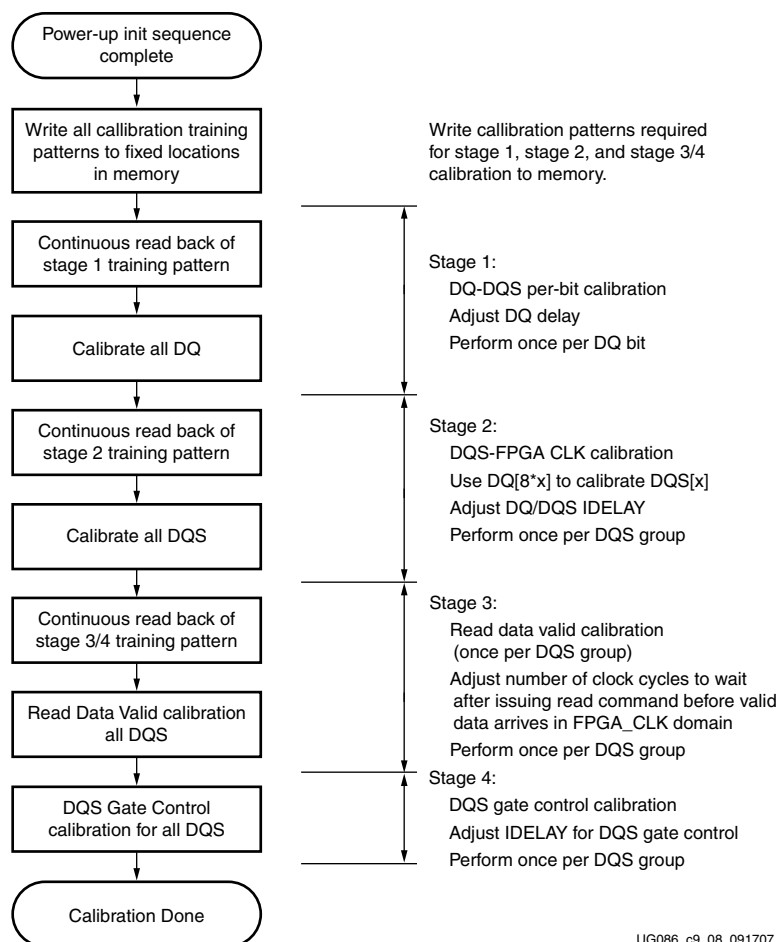 Power-up init sequence
complete
Write all callibration training
patterns to fixed locations
in memory
Write callibration patterns required
for stage 1, stage 2, and stage 3/4
calibration to memory.
Continuous read back of
stage 1 training pattern
Calibrate all DQ
Stage 1:
DQ-DQS per-bit calibration
Adjust DQ delay
Perform once per DQ bit
Continuous read back of
stage 2 training pattern
Calibrate all DQS
Stage 2:
DQS-FPGA CLK calibration
Use DQ[8*x] to calibrate DQS[x]
Adjust DQ/DQS IDELAY
Perform once per DQS group
Continuous read back of
stage 3/4 training pattern
Read Data Valid calibration
all DQS
Stage 3:
Read data valid calibration
(once per DQS group)
Adjust number of clock cycles to wait
after issuing read command before valid
data arrives in FPGA_CLK domain
Perform once per DQS group
DQS Gate Control
calibration for all DQS
Stage 4:
DQS gate control calibration
Adjust IDELAY for DQS gate control
Perform once per DQS group
Calibration Done
UG086_c9_08_091707